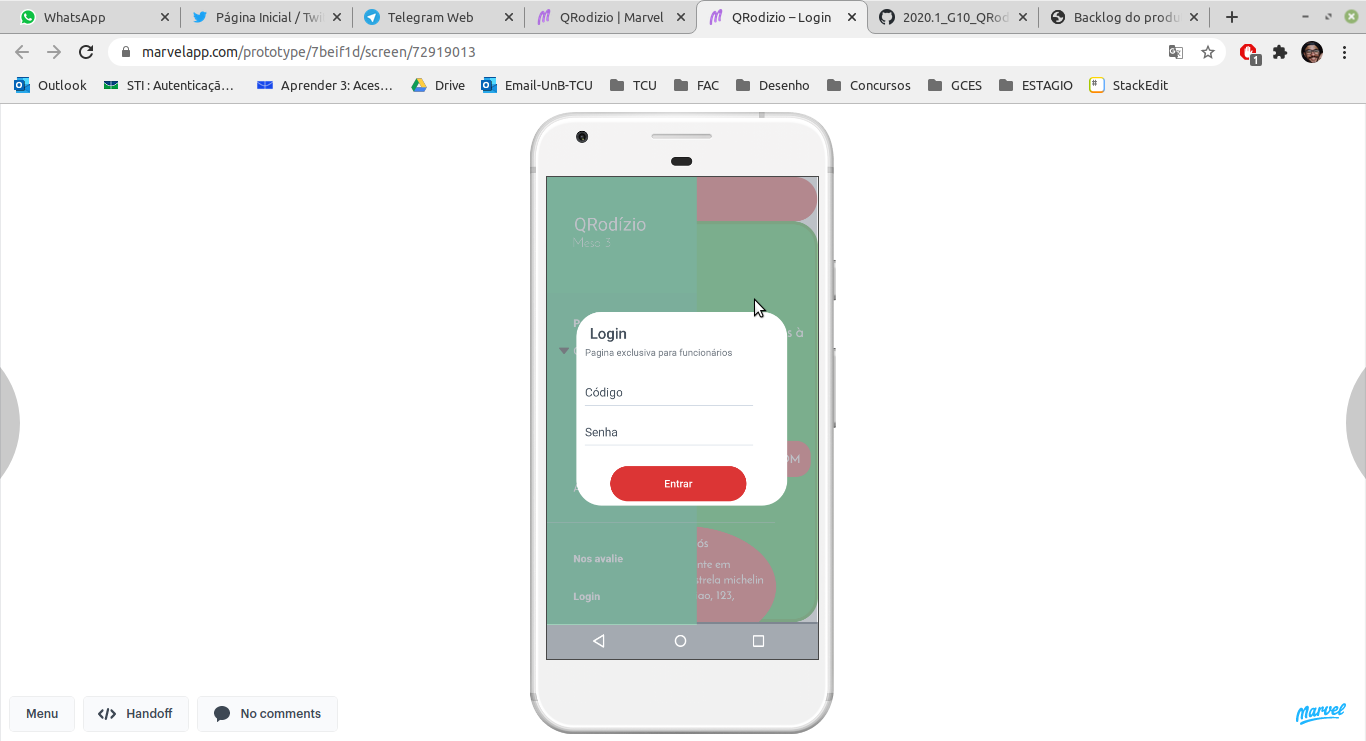 WhatsApp
Página Inicial / Twi
Telegram Web
QRodizio | Marvel
QRodizio – Login
2020.1_G10_QRod
Backlog do produ
marvelapp.com/prototype/7beif1d/screen/72919013
1
Outlook
STI : Autenticaçã...
Aprender 3: Aces...
Drive
Email-UnB-TCU
TCU
FAC
Desenho
Concursos
GCES
ESTAGIO
StackEdit
QRodízio
Mesa 3
s à
Login
Pagina exclusiva para funcionários
Código
Senha
OM
Entrar
ós
Nos avalie
nte em
strela michelin
Login
ao, 123,
Menu
Handoff
No comments
Marvel